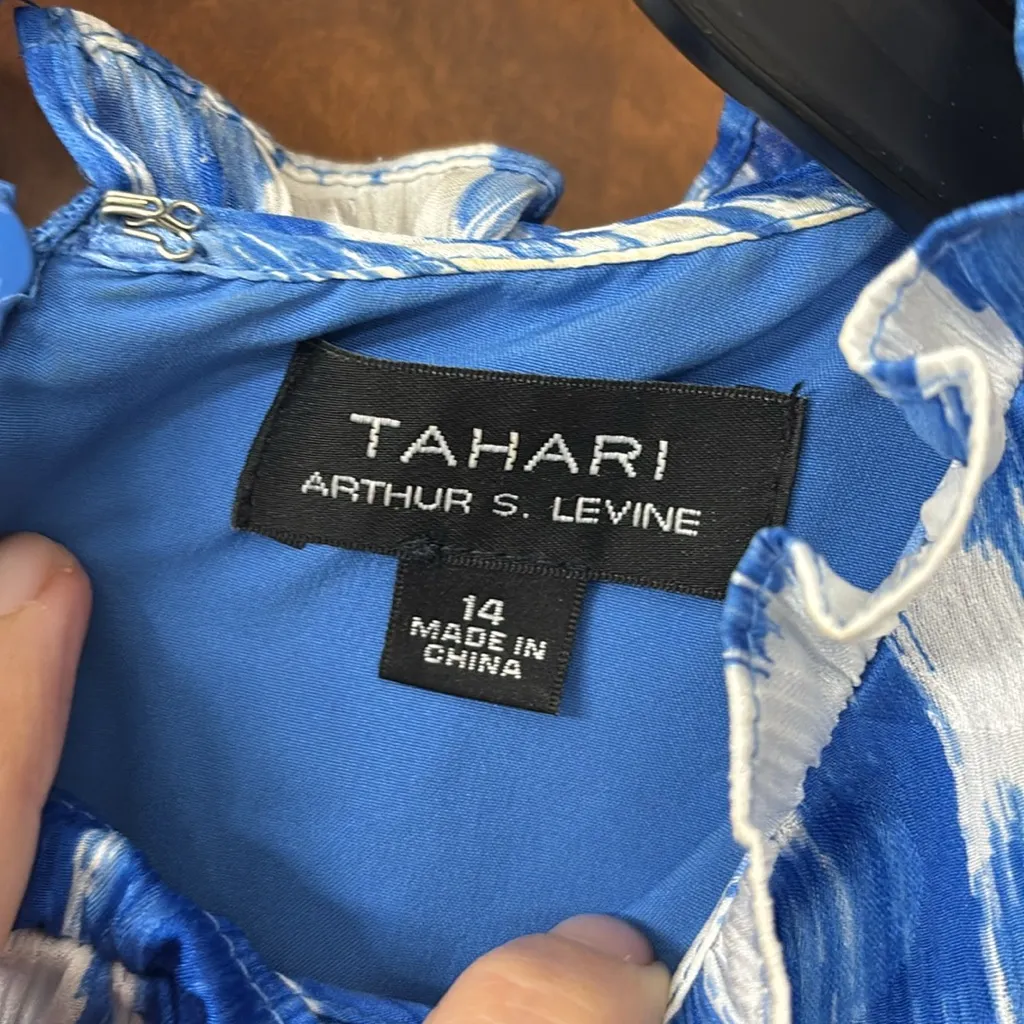 TAHARI
ARTHUR S. LEVINE
14
MADE IN
CHINA